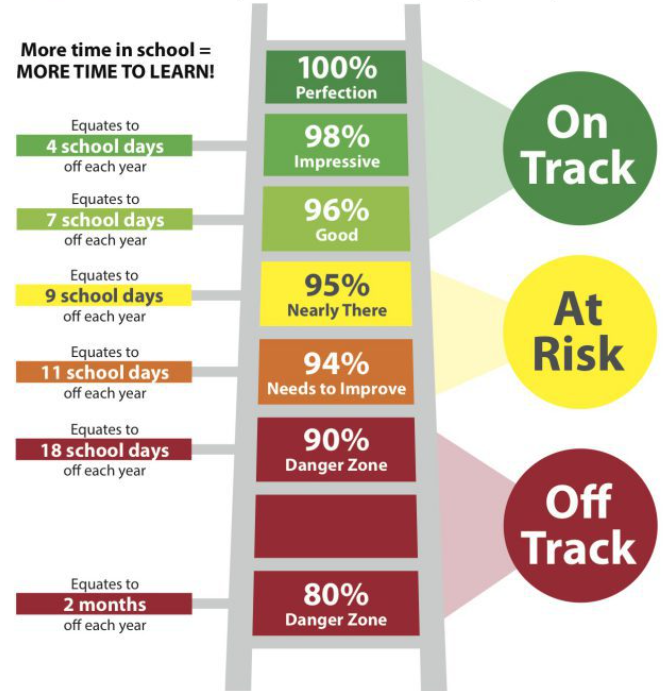 More time in school =
MORE TIME TO LEARN!
100%
Perfection
On
Track
Equates to
4 school days
off each year
98%
Impressive
Equates to
7 school days
off each year
96%
Good
Equates to
9 school days
off each year
95%
Nearly There
At
Risk
Equates to
11 school days
off each year
94%
Needs to Improve
Equates to
18 school days
off each year
90%
Danger Zone
Off
Track
Equates to
2 months
off each year
80%
Danger Zone